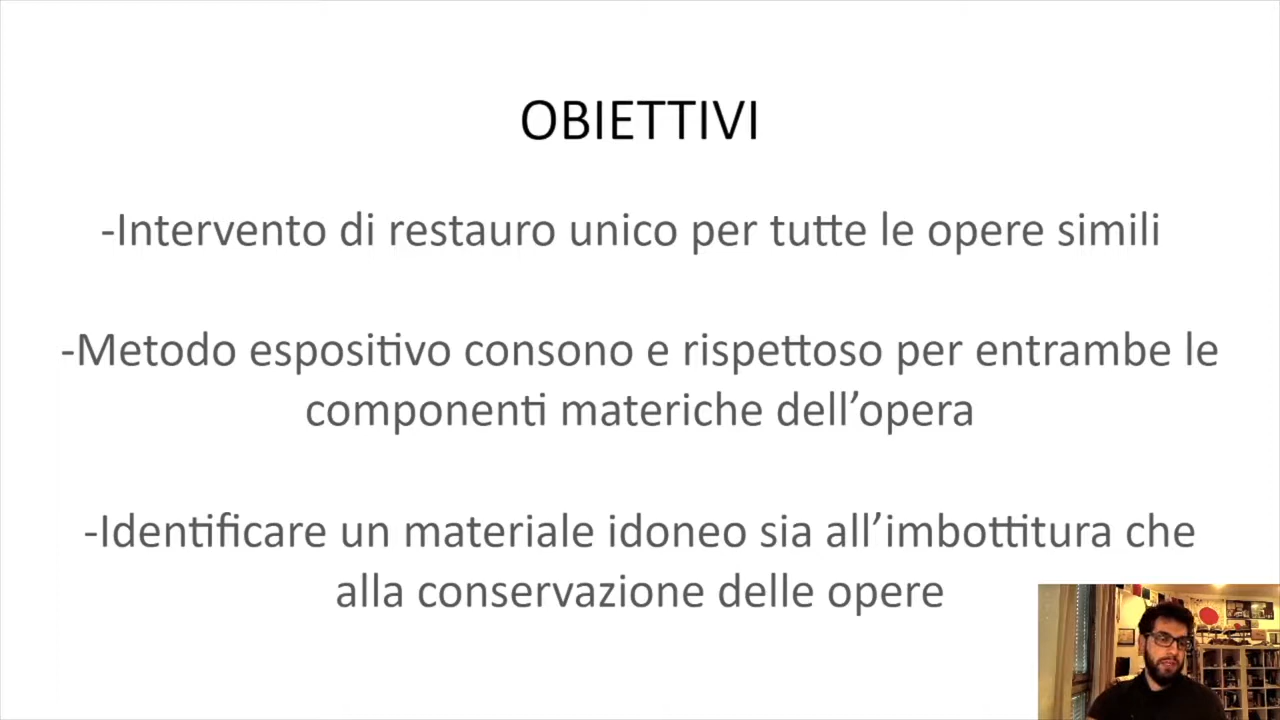 OBIETTIVI
-Intervento di restauro unico per tutte le opere simili
-Metodo espositivo consono e rispettoso per entrambe le
componenti materiche dell’opera
-Identificare un materiale idoneo sia all’imbottitura che
alla conservazione delle opere